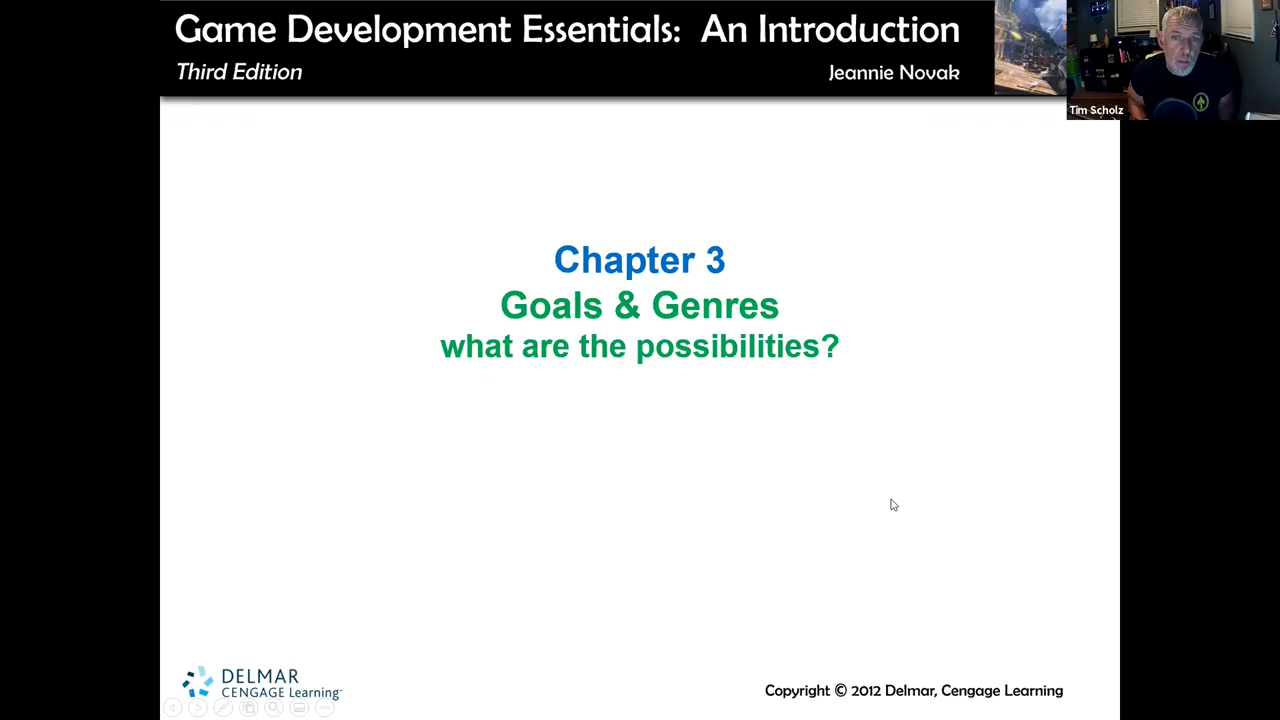 Game Development Essentials: An Introduction
Third Edition
Jeannie Novak
Tim Scholz
Chapter 3
Goals & Genres
what are the possibilities?
DELMAR
CENGAGE Learning
Copyright © 2012 Delmar, Cengage Learning